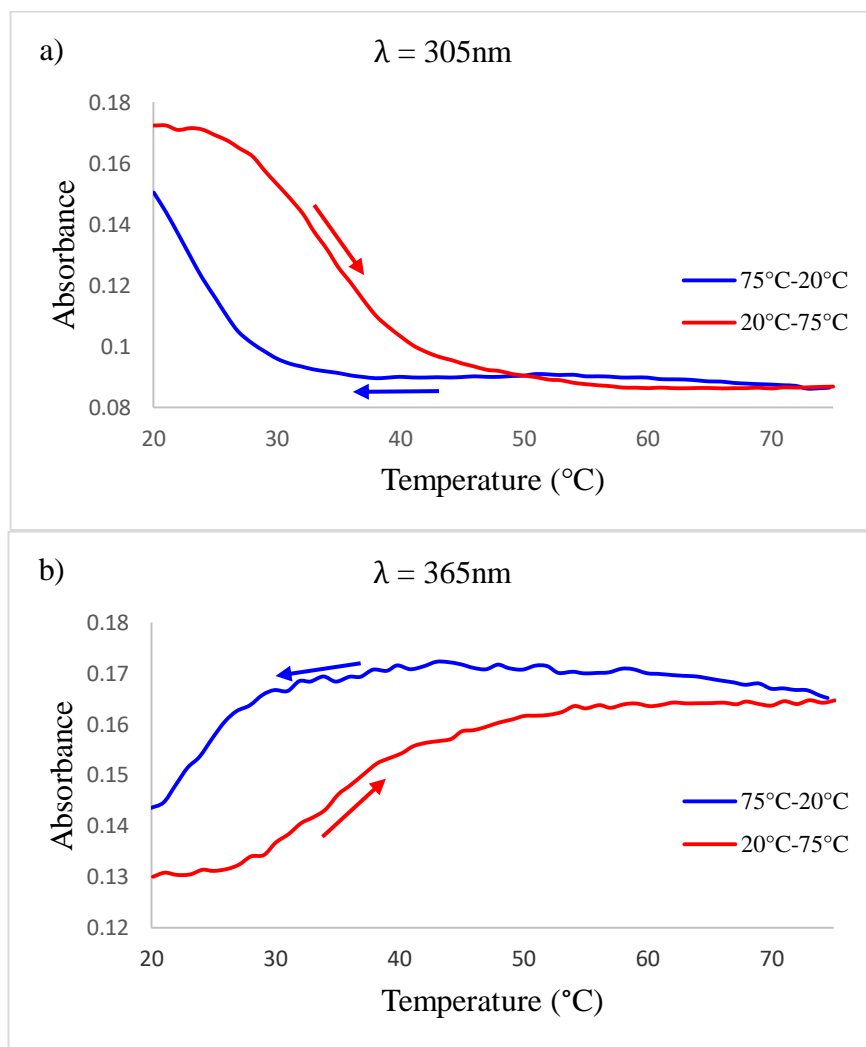 a)
λ = 305nm
0.18
0.16
0.14
0.12
0.1
0.08
Absorbance
75°C-20°C
20°C-75°C
20 30 40 50 60 70
Temperature (°C)
b)
λ = 365nm
0.18
0.17
0.16
0.15
0.14
0.13
0.12
Absorbance
75°C-20°C
20°C-75°C
20 30 40 50 60 70
Temperature (°C)